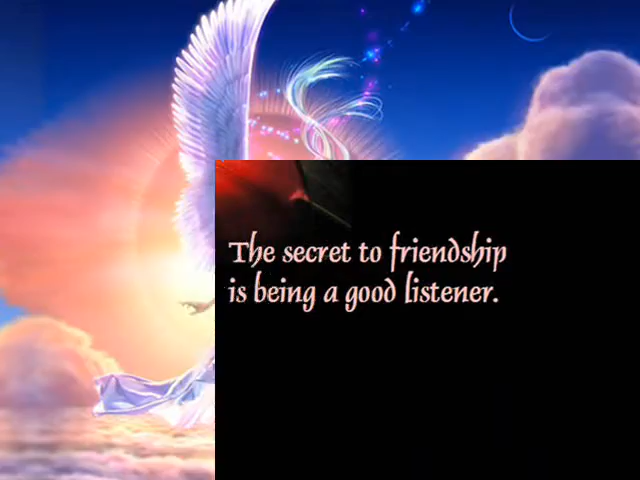 The secret to friendship
is being a good listener.